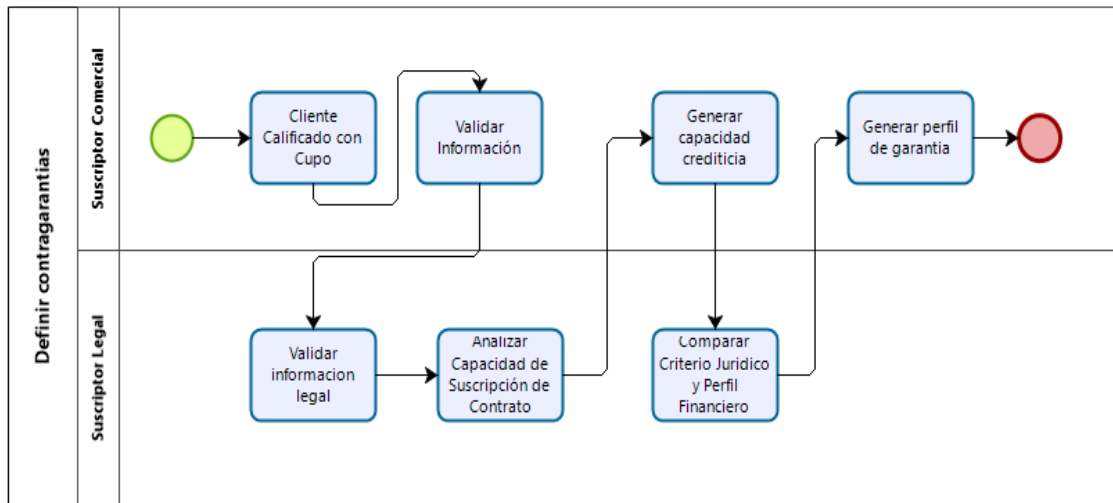 Definir contragarantias
Suscriptor Comercial
Cliente
Calificado con
Cupo
Validar
Información
Generar
capacidad
crediticia
Generar perfil
de garantia
Suscriptor Legal
Validar
informacion
legal
Analizar
Capacidad de
Suscripción de
Contrato
Comparar
Criterio Juridico
y Perfil
Financiero